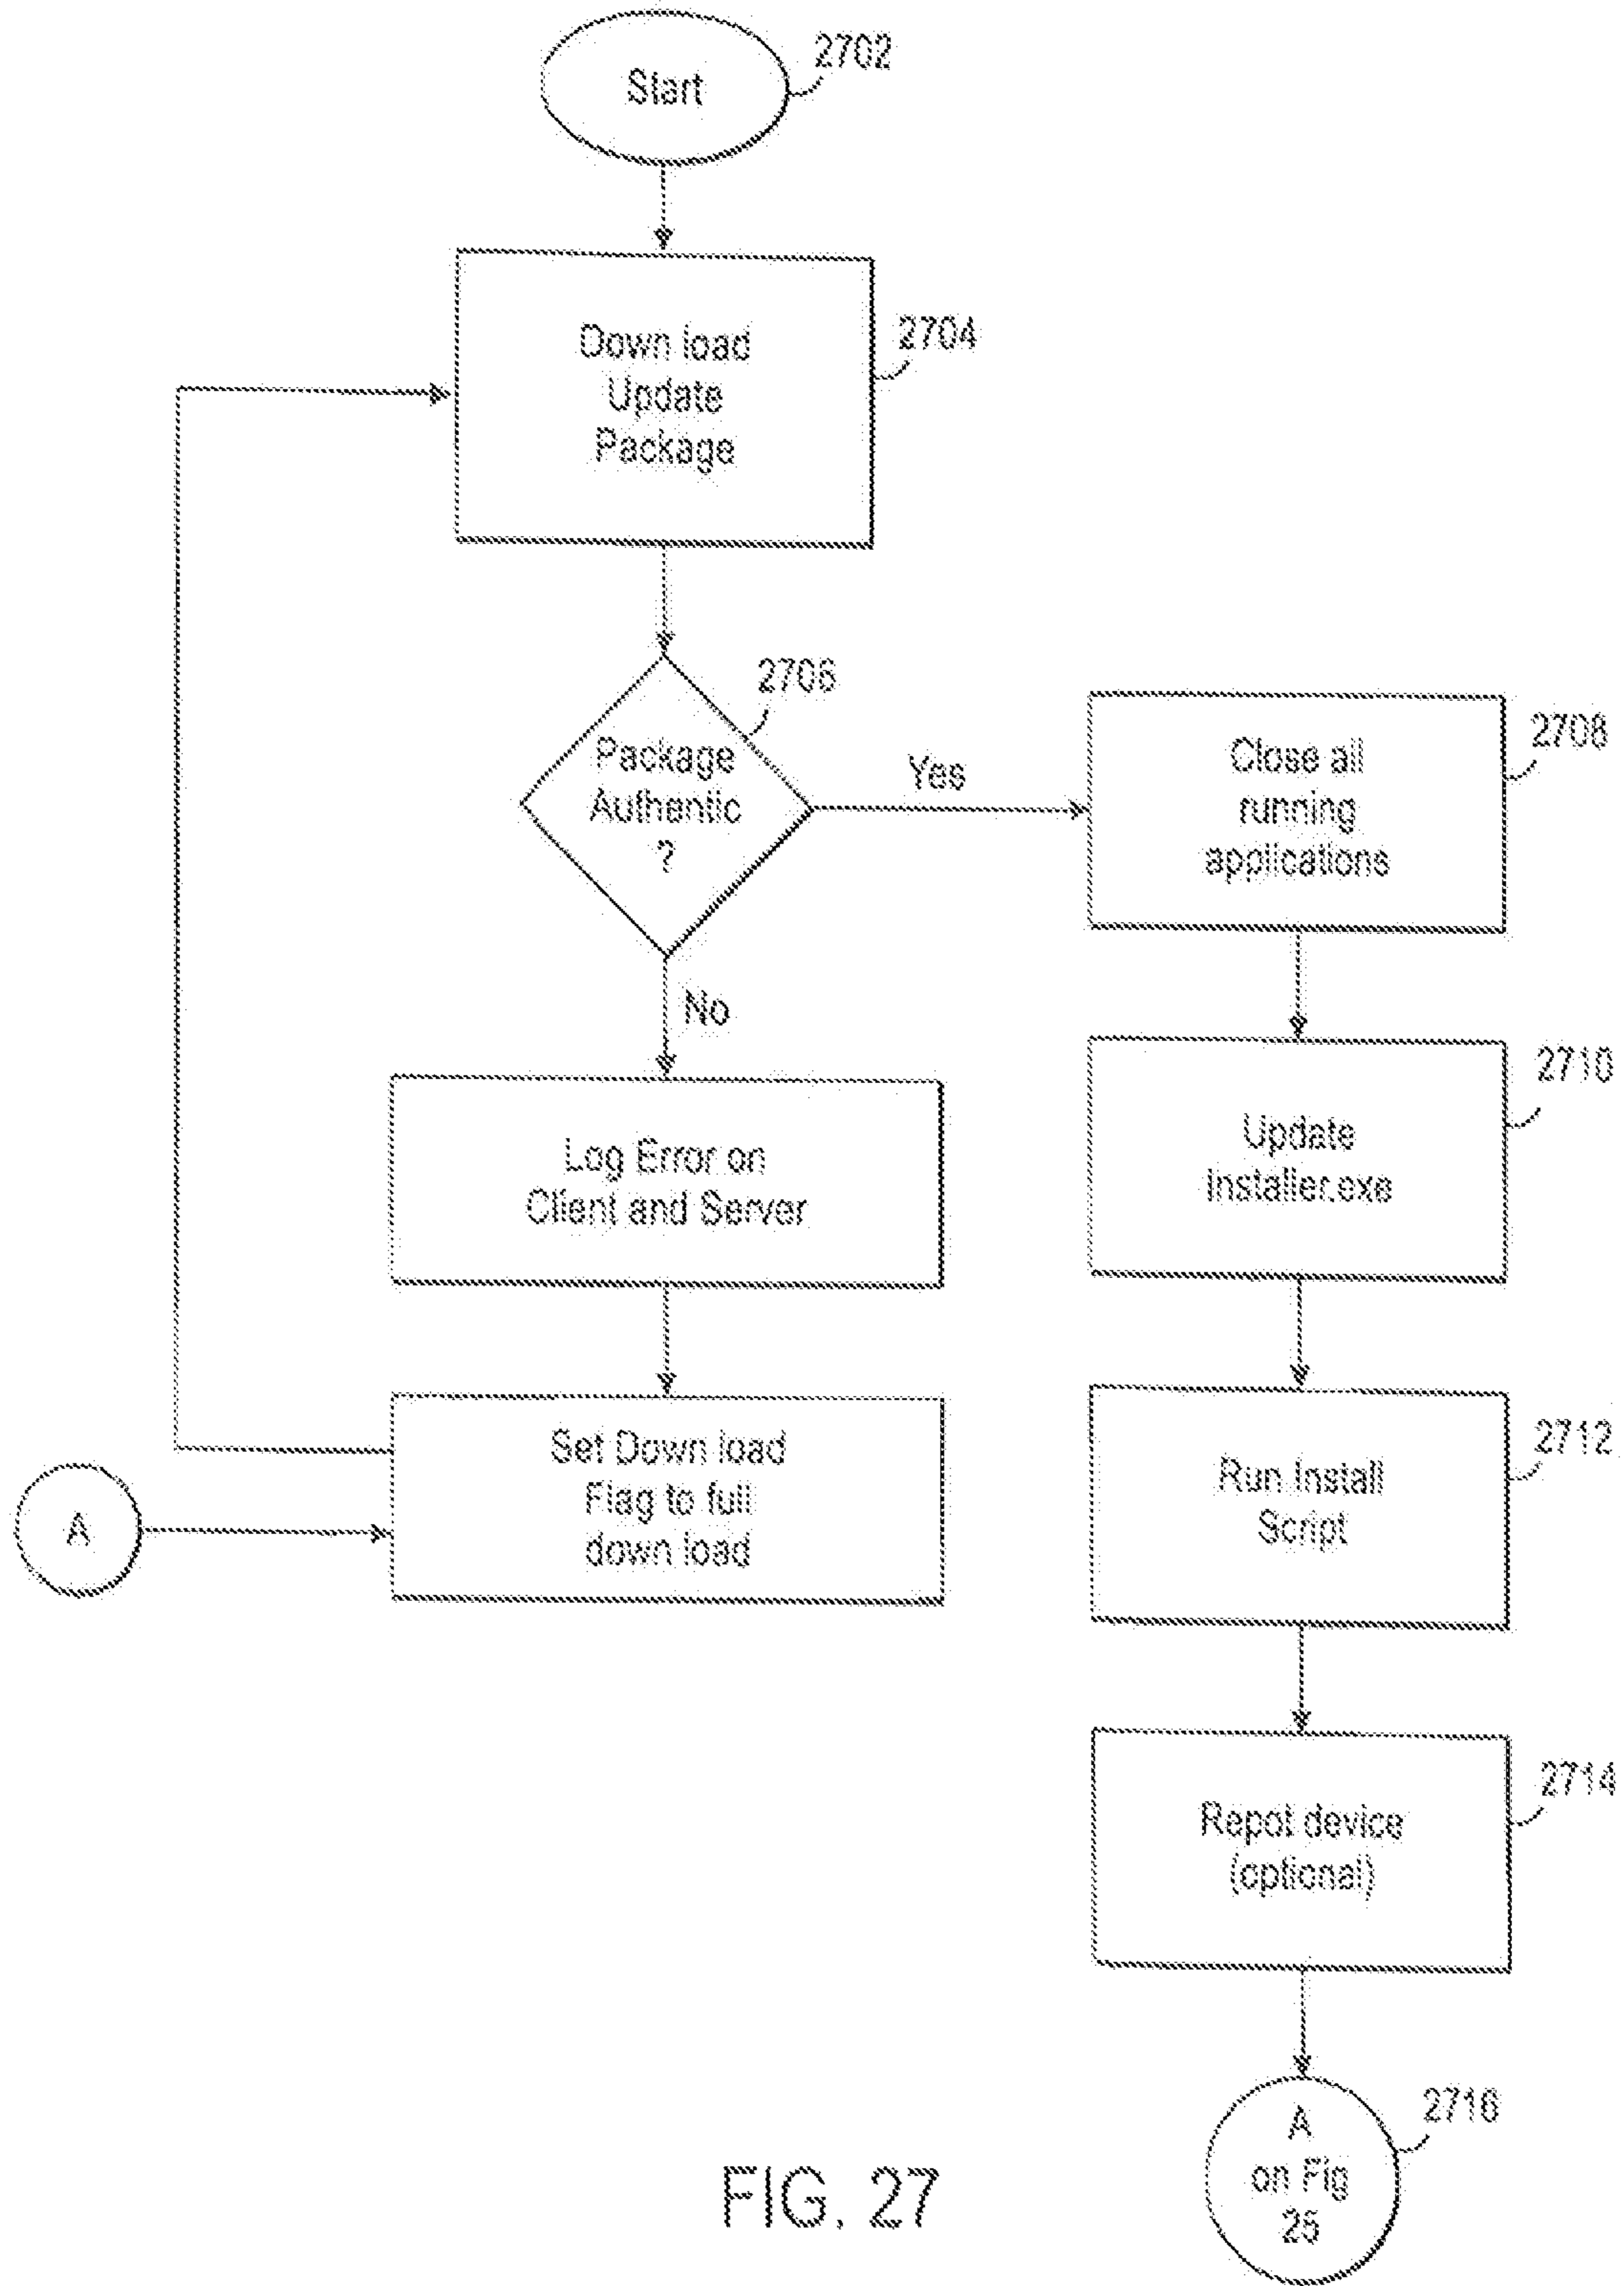 Start
2702
Down load
Update
Package
2704
Package
Authentic
?
2706
Yes
Close all
running
applications
2708
No
Log Error on
Client and Server
Update
Installer.exe
2710
Set Down load
Flag to full
down load
A
Run Install
Script
2712
Repot device
(optional)
2714
A
on Fig
25
2716
FIG. 27